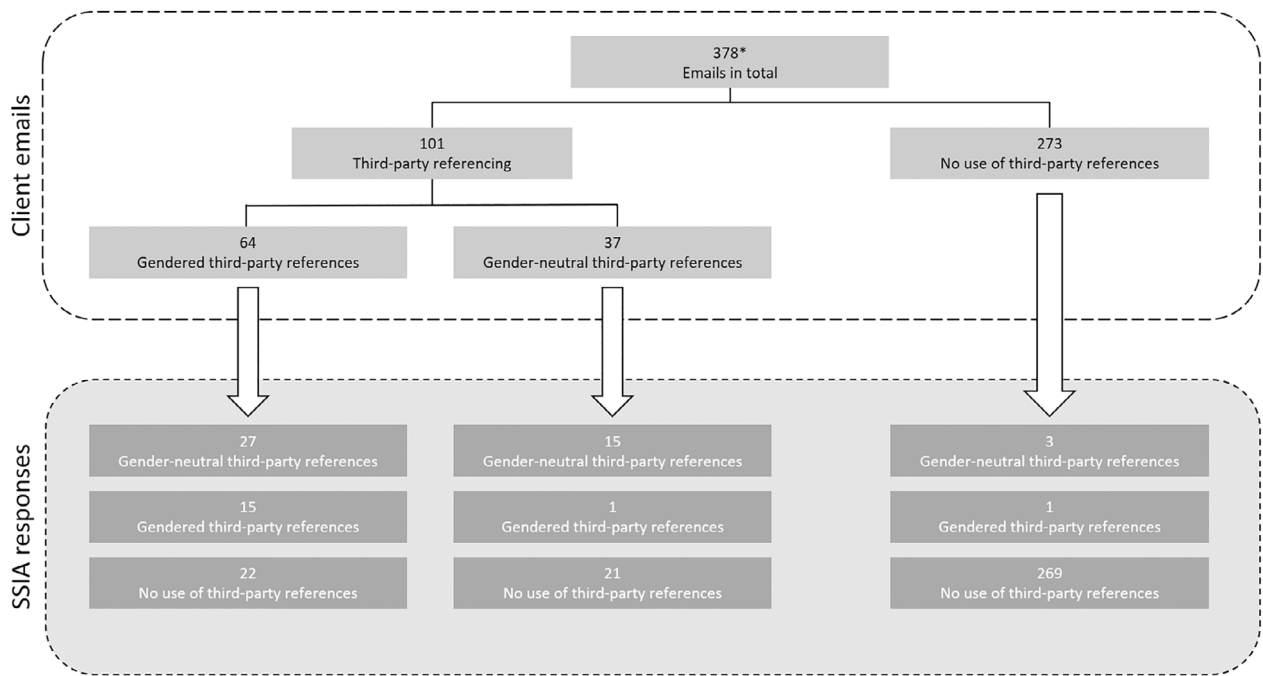 Client emails
378*
Emails in total
101
Third-party referencing
273
No use of third-party references
64
Gendered third-party references
37
Gender-neutral third-party references
SSIA responses
27
Gender-neutral third-party references
15
Gender-neutral third-party references
3
Gender-neutral third-party references
15
Gendered third-party references
1
Gendered third-party references
1
Gendered third-party references
22
No use of third-party references
21
No use of third-party references
269
No use of third-party references